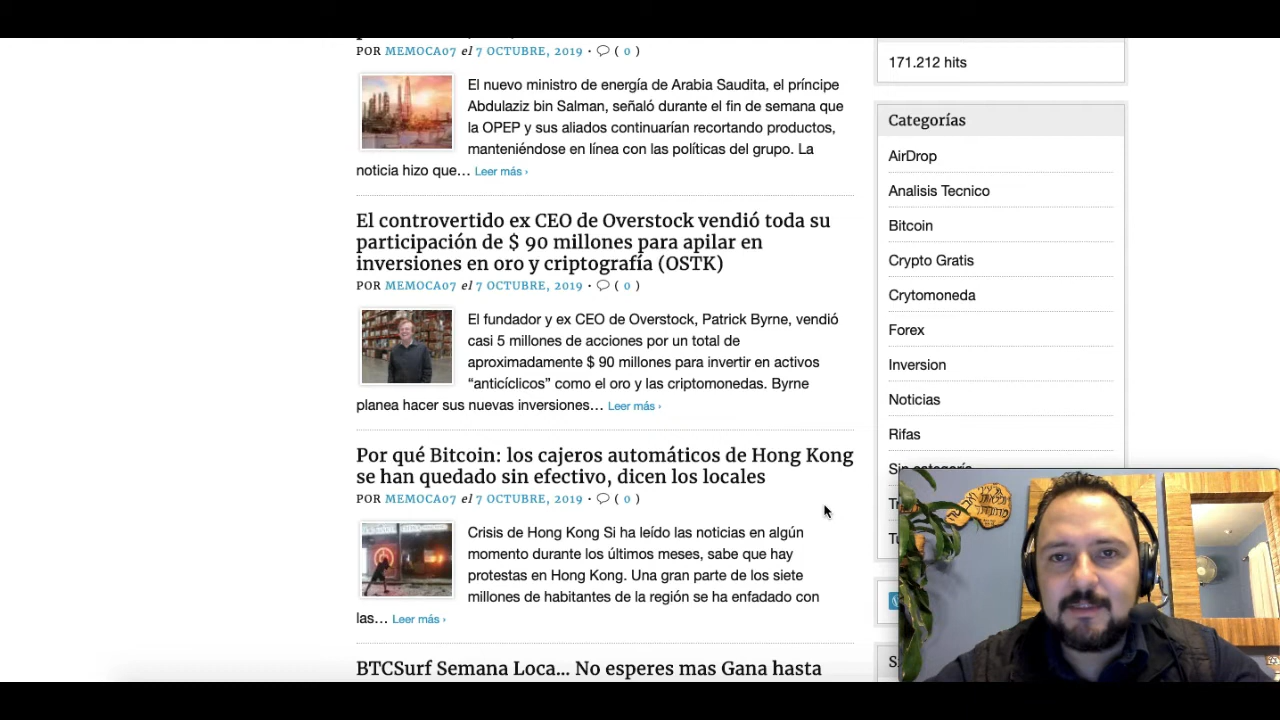 POR MEMOCA07 el 7 OCTUBRE, 2019 • ( 0 )
El nuevo ministro de energía de Arabia Saudita, el príncipe
Abdulaziz bin Salman, señaló durante el fin de semana que
la OPEP y sus aliados continuarían recortando productos,
manteniéndose en línea con las políticas del grupo. La
noticia hizo que… Leer más ›
El controvertido ex CEO de Overstock vendió toda su
participación de $ 90 millones para apilar en
inversiones en oro y criptografía (OSTK)
POR MEMOCA07 el 7 OCTUBRE, 2019 • ( 0 )
El fundador y ex CEO de Overstock, Patrick Byrne, vendió
casi 5 millones de acciones por un total de
aproximadamente $ 90 millones para invertir en activos
“anticíclicos” como el oro y las criptomonedas. Byrne
planea hacer sus nuevas inversiones… Leer más ›
Por qué Bitcoin: los cajeros automáticos de Hong Kong
se han quedado sin efectivo, dicen los locales
POR MEMOCA07 el 7 OCTUBRE, 2019 • ( 0 )
Crisis de Hong Kong Si ha leído las noticias en algún
momento durante los últimos meses, sabe que hay
protestas en Hong Kong. Una gran parte de los siete
millones de habitantes de la región se ha enfadado con
las… Leer más ›
BTCSurf Semana Loca... No esperes mas Gana hasta
171.212 hits
Categorías
AirDrop
Analisis Tecnico
Bitcoin
Crypto Gratis
Crytomoneda
Forex
Inversion
Noticias
Rifas
Sin categoría